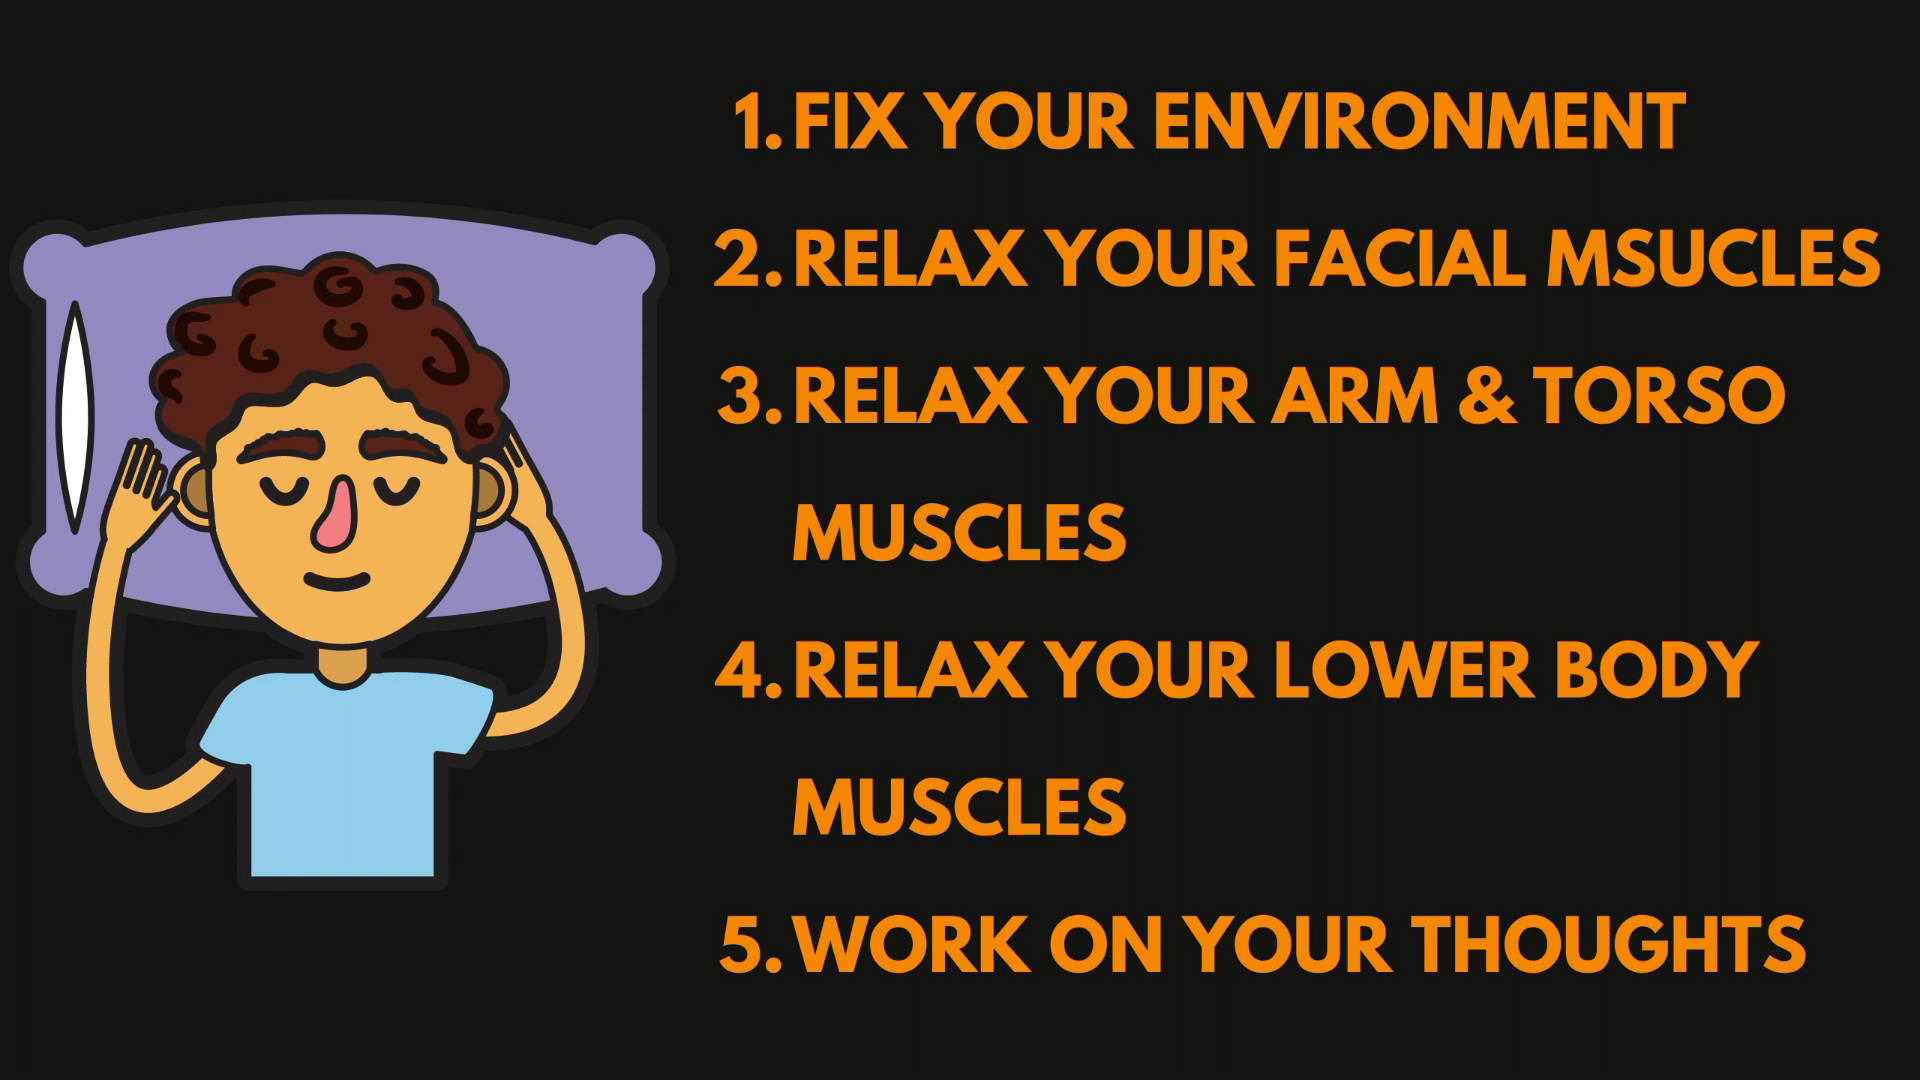 1. FIX YOUR ENVIRONMENT
2. RELAX YOUR FACIAL MSUCLES
3. RELAX YOUR ARM & TORSO
MUSCLES
4. RELAX YOUR LOWER BODY
MUSCLES
5. WORK ON YOUR THOUGHTS